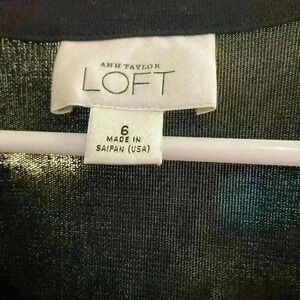 ANN TAYLOR
LOFT
6
MADE IN
SAIPAN (USA)